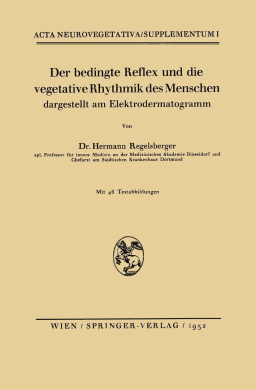 ACTA NEUROVEGETATIVA/SUPPLEMENTUM I
Der bedingte Reflex und die
vegetative Rhythmik des Menschen
dargestellt am Elektrodermatogramm
Von
Dr. Hermann Regelsberger
apl. Professor für innere Medizin an der Medizinischen Akademie Düsseldorf und
Chefarzt am Städtischen Krankenhaus Dortmund
Mit 46 Textabbildungen
WIEN / SPRINGER-VERLAG / 1952